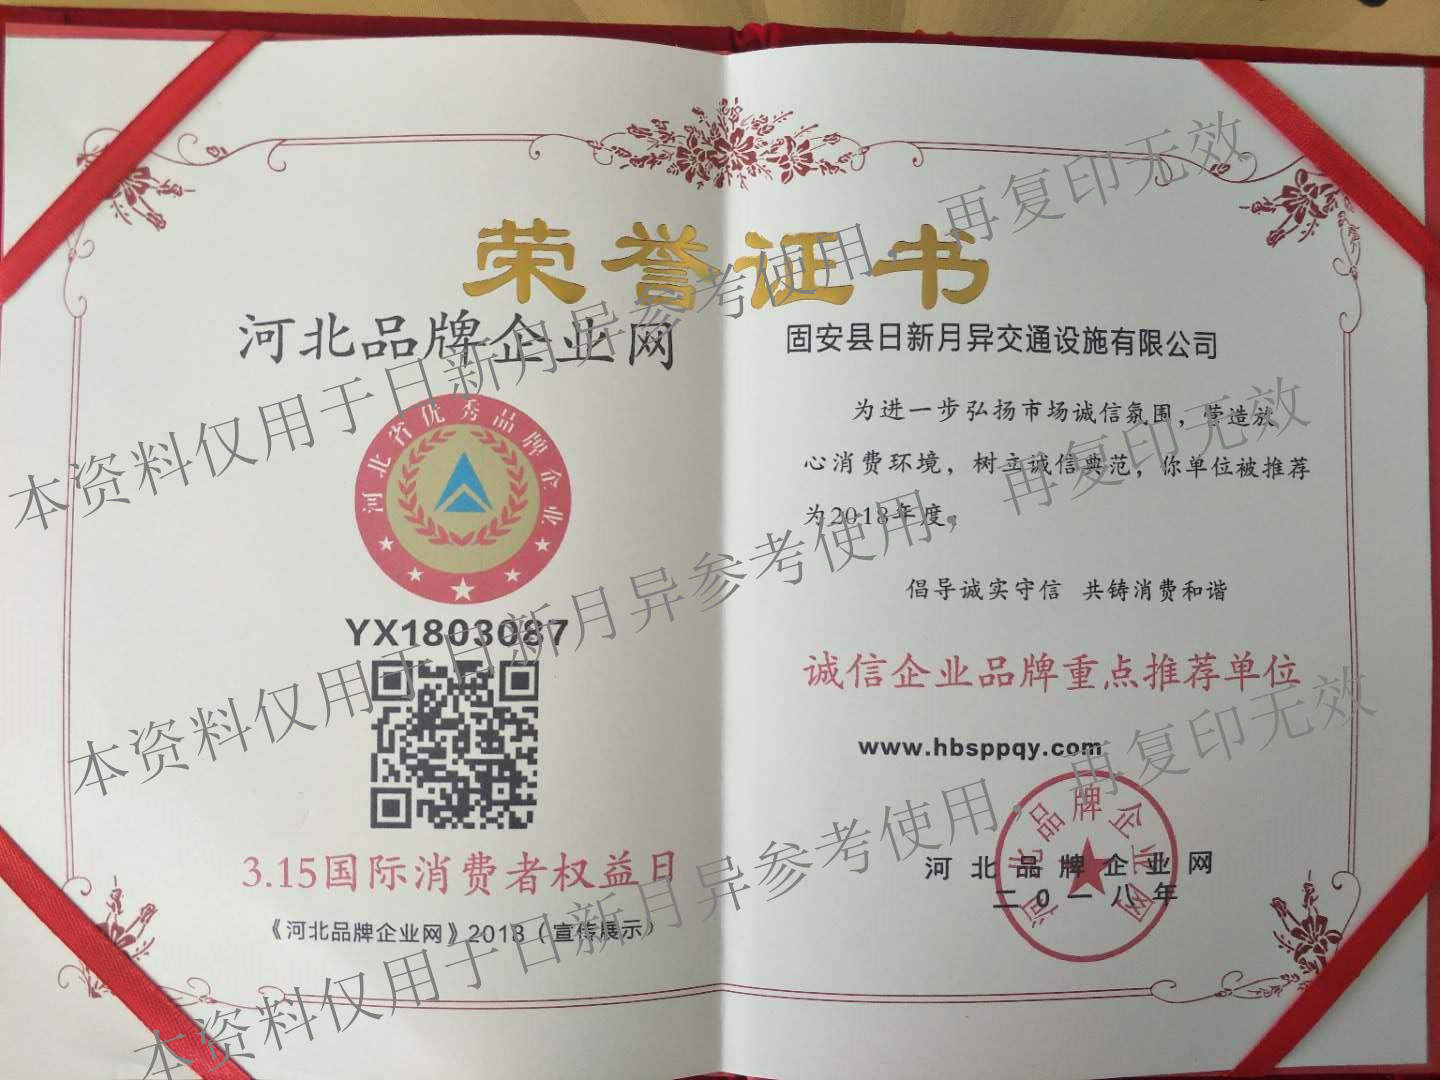 荣誉证书
河北品牌企业网
河北省优秀品牌企业
YX1803087
3.15国际消费者权益日
《河北品牌企业网》2018（宣传展示）
固安县日新月异交通设施有限公司
为进一步弘扬市场诚信氛围，营造放
心消费环境，树立诚信典范，你单位被推荐
为2018年度。
倡导诚实守信 共铸消费和谐
诚信企业品牌重点推荐单位
www.hbsppqy.com
河北品牌企业网
二0一八年
河北品牌企业网
本资料仅用于日新月异参考使用，再复印无效
本资料仅用于日新月异参考使用，再复印无效
本资料仅用于日新月异参考使用，再复印无效